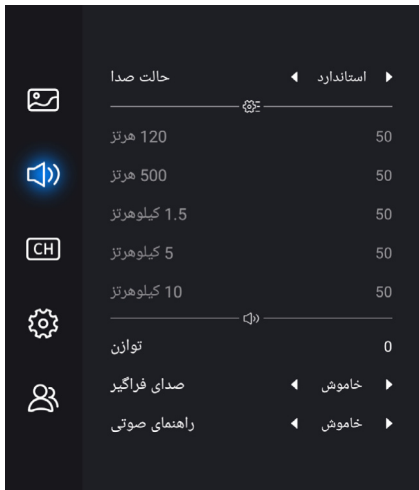 حالت صدا استاندارد
120 هرتز 50
500 هرتز 50
1.5 کیلوهرتز 50
5 کیلوهرتز 50
10 کیلوهرتز 50
CH
توازن 0
صدای فراگیر خاموش
راهنمای صوتی خاموش